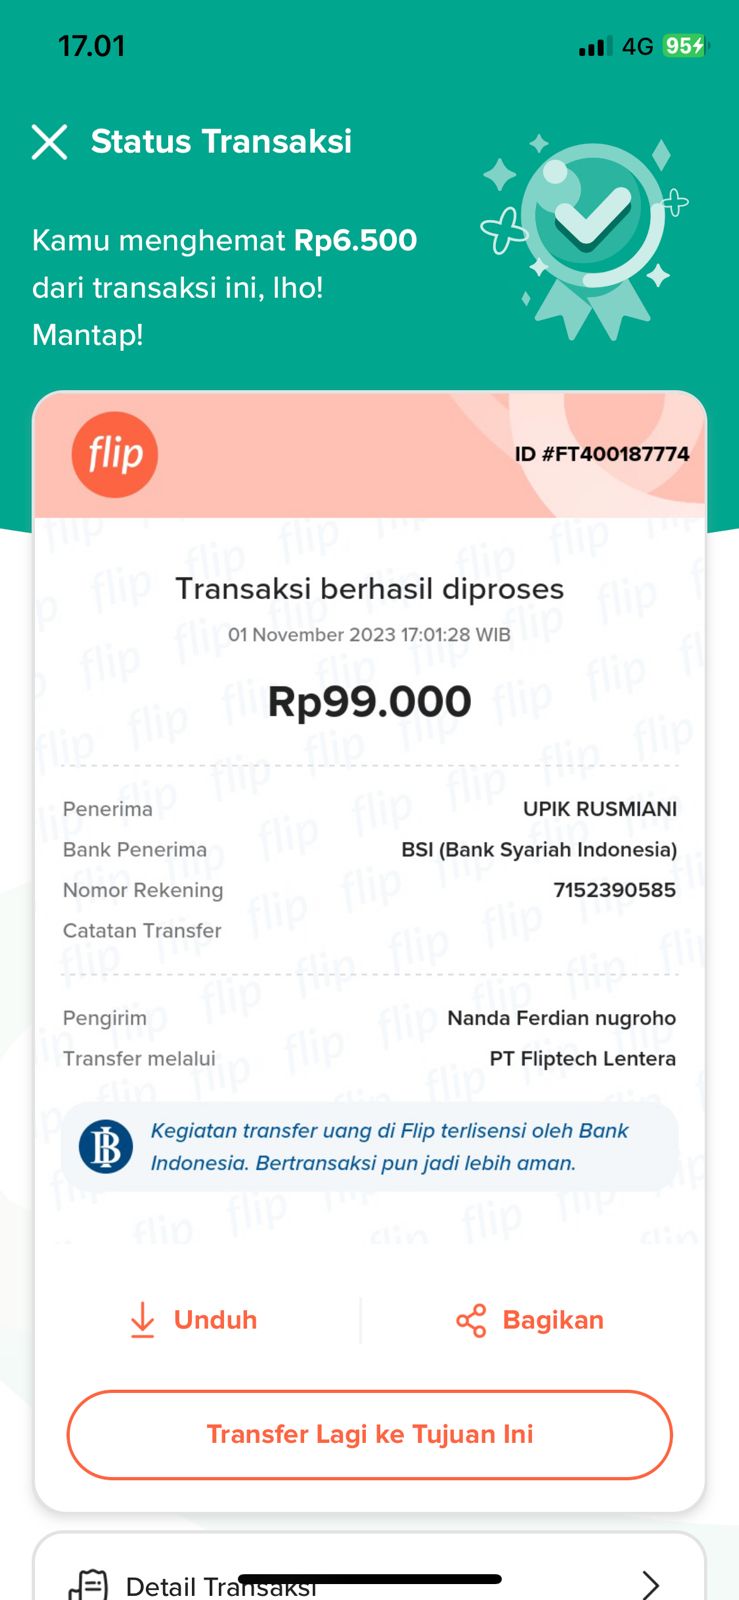 17.01
4G 95
Status Transaksi
Kamu menghemat Rp6.500
dari transaksi ini, lho!
Mantap!
flip
ID #FT400187774
Transaksi berhasil diproses
01 November 2023 17:01:28 WIB
Rp99.000
Penerima UPIK RUSMIANI
Bank Penerima BSI (Bank Syariah Indonesia)
Nomor Rekening 7152390585
Catatan Transfer
Pengirim Nanda Ferdian nugroho
Transfer melalui PT Fliptech Lentera
Kegiatan transfer uang di Flip terlisensi oleh Bank
Indonesia. Bertransaksi pun jadi lebih aman.
Unduh
Bagikan
Transfer Lagi ke Tujuan Ini
Detail Transaksi